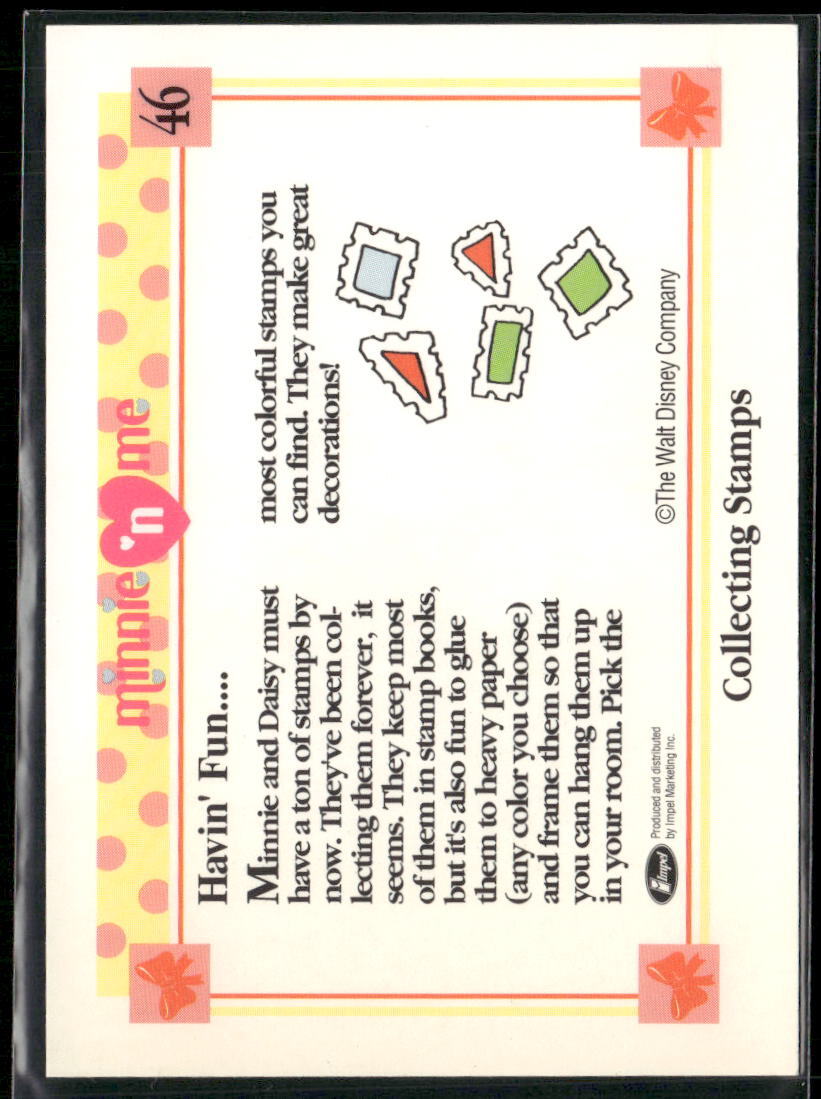 minnie 'n me
46
Havin' Fun....
Minnie and Daisy must
have a ton of stamps by
now. They've been col-
lecting them forever, it
seems. They keep most
of them in stamp books,
but it's also fun to glue
them to heavy paper
(any color you choose)
and frame them so that
you can hang them up
in your room. Pick the
most colorful stamps you
can find. They make great
decorations!
Impel
Produced and distributed
by Impel Marketing Inc.
©The Walt Disney Company
Collecting Stamps